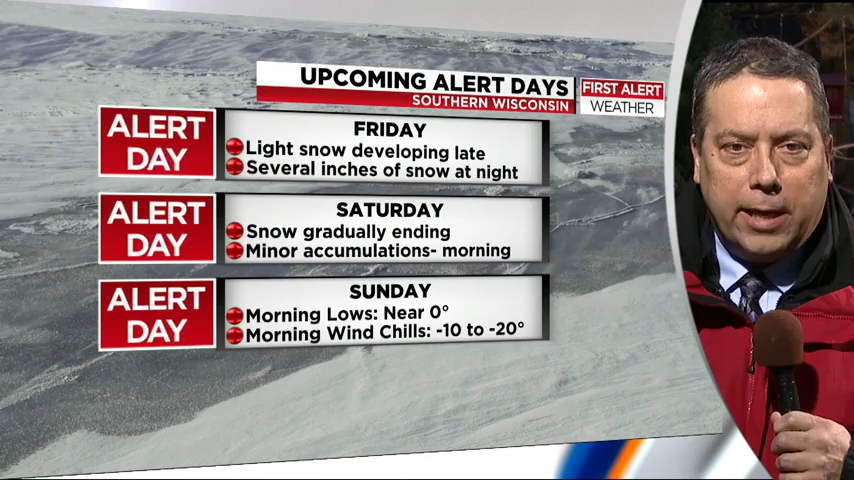 UPCOMING ALERT DAYS
SOUTHERN WISCONSIN
FIRST ALERT
WEATHER
ALERT
DAY
FRIDAY
Light snow developing late
Several inches of snow at night
ALERT
DAY
SATURDAY
Snow gradually ending
Minor accumulations- morning
ALERT
DAY
SUNDAY
Morning Lows: Near 0°
Morning Wind Chills: -10 to -20°